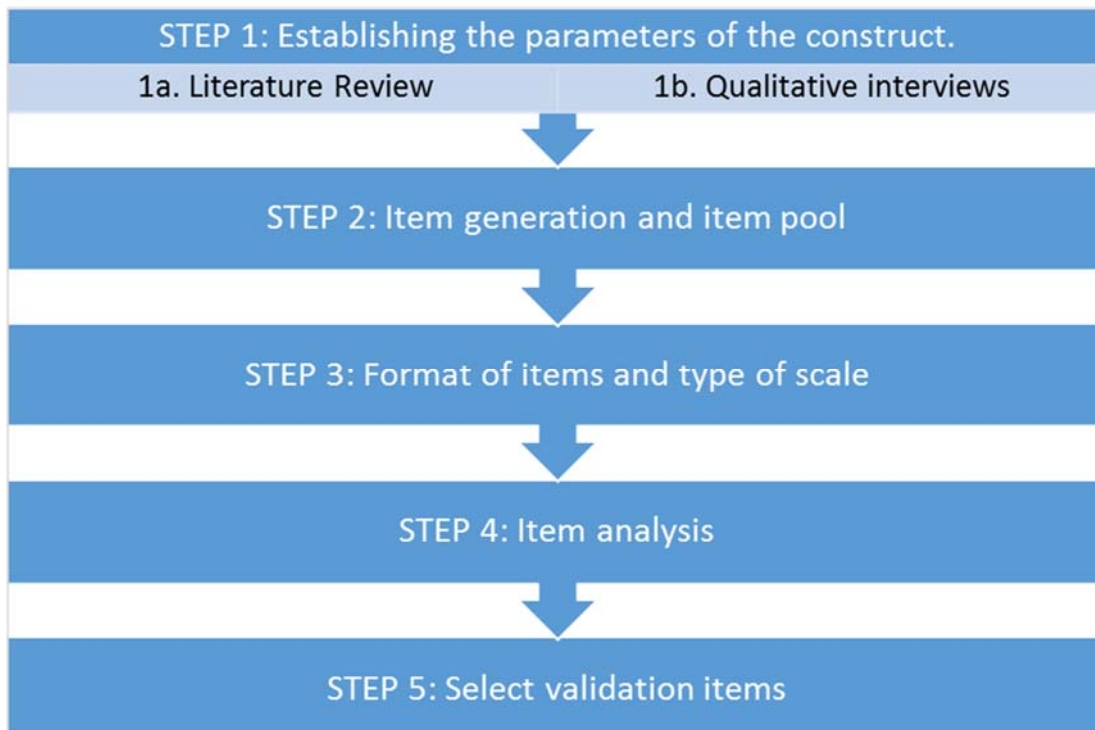 STEP 1: Establishing the parameters of the construct.
1a. Literature Review
1b. Qualitative interviews
STEP 2: Item generation and item pool
STEP 3: Format of items and type of scale
STEP 4: Item analysis
STEP 5: Select validation items